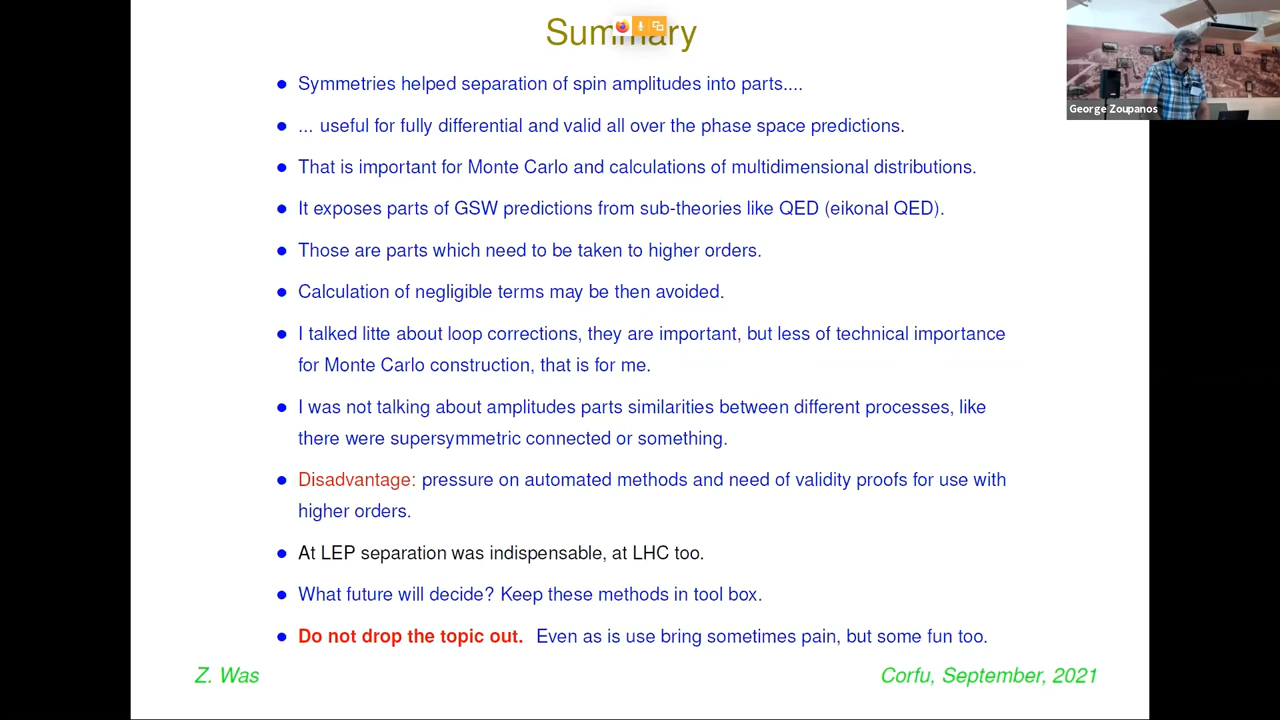 Summary
George Zoupanos
● Symmetries helped separation of spin amplitudes into parts....
● ... useful for fully differential and valid all over the phase space predictions.
● That is important for Monte Carlo and calculations of multidimensional distributions.
● It exposes parts of GSW predictions from sub-theories like QED (eikonal QED).
● Those are parts which need to be taken to higher orders.
● Calculation of negligible terms may be then avoided.
● I talked litte about loop corrections, they are important, but less of technical importance
for Monte Carlo construction, that is for me.
● I was not talking about amplitudes parts similarities between different processes, like
there were supersymmetric connected or something.
● Disadvantage: pressure on automated methods and need of validity proofs for use with
higher orders.
● At LEP separation was indispensable, at LHC too.
● What future will decide? Keep these methods in tool box.
● Do not drop the topic out. Even as is use bring sometimes pain, but some fun too.
Z. Was
Corfu, September, 2021